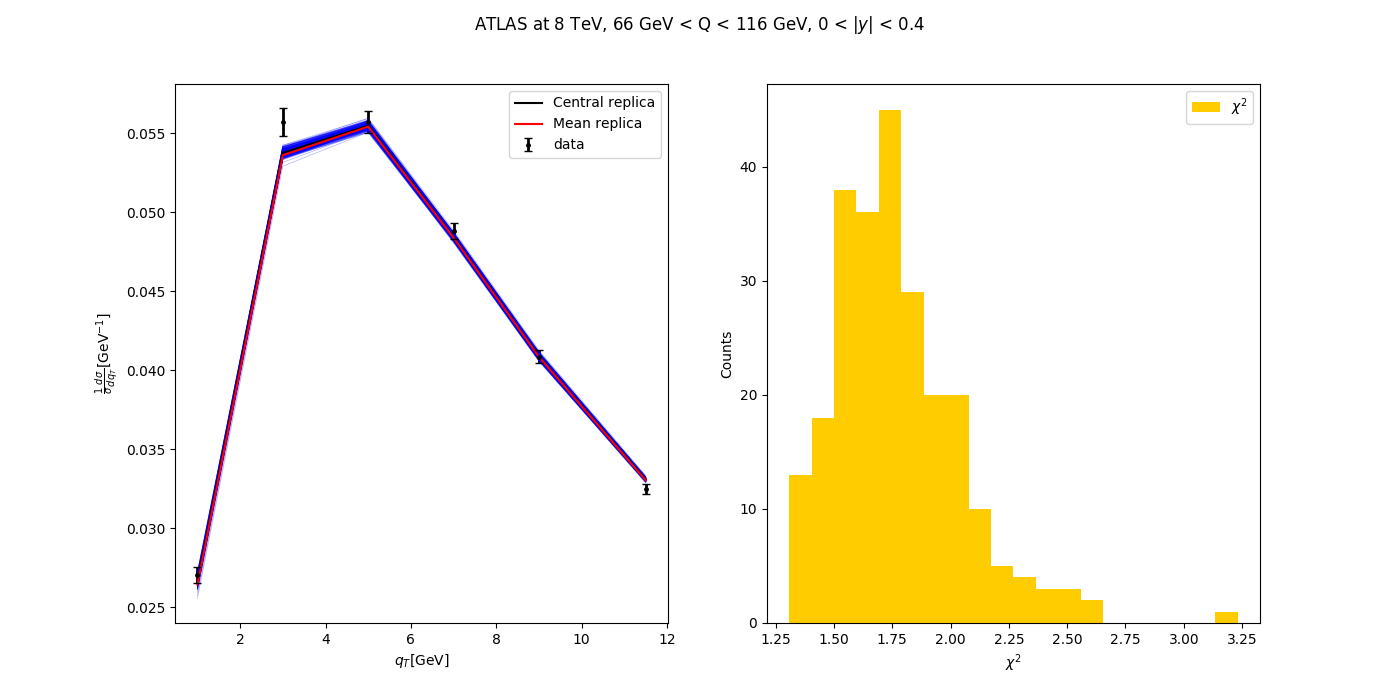 ATLAS at 8 TeV, 66 GeV < Q < 116 GeV, 0 < |y| < 0.4
Central replica
Mean replica
data
0.055
0.050
0.045
0.040
0.035
0.030
0.025
1/σ dσ/dq_T [GeV⁻¹]
2 4 6 8 10 12
q_T [GeV]
χ²
40
30
20
10
0
Counts
1.25 1.50 1.75 2.00 2.25 2.50 2.75 3.00 3.25
χ²